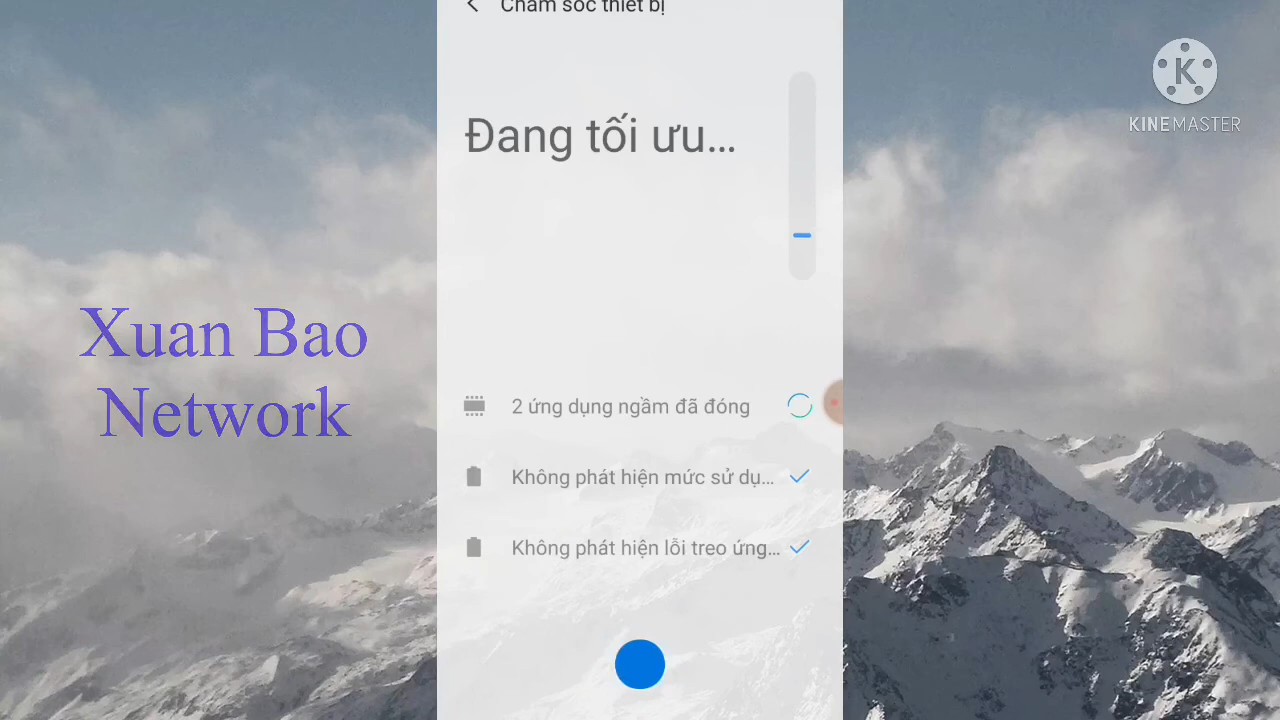 Chăm sóc thiết bị
Đang tối ưu...
2 ứng dụng ngầm đã đóng
Không phát hiện mức sử dụ...
Không phát hiện lỗi treo ứng...
Xuan Bao
Network
K
KINEMASTER